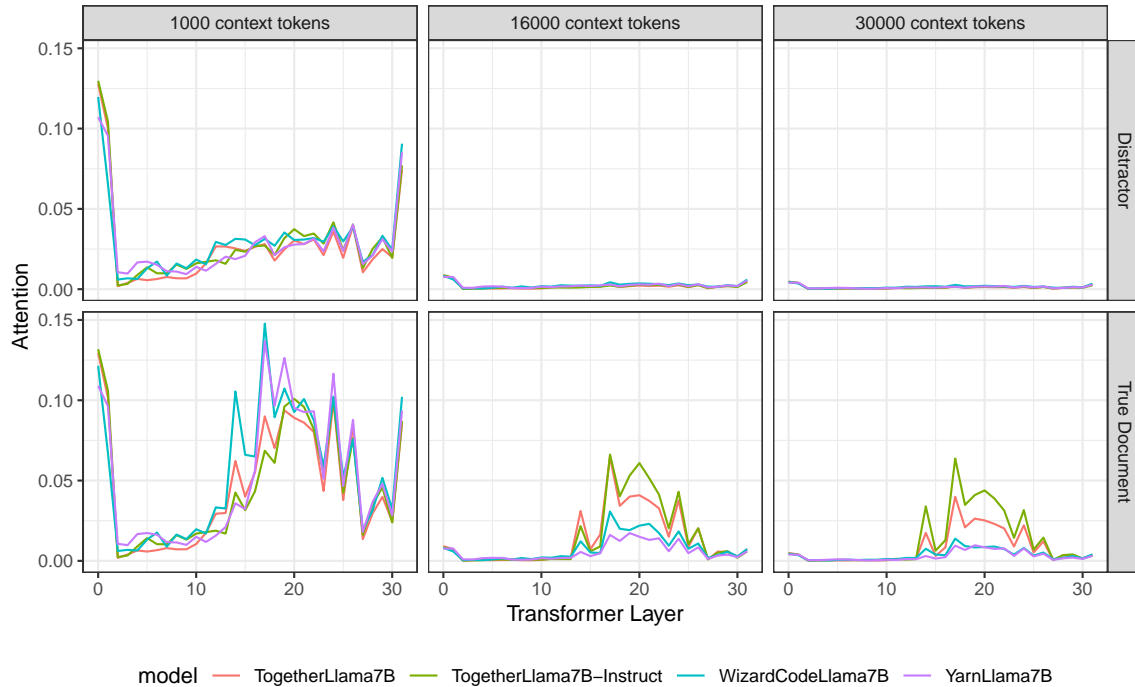 1000 context tokens
16000 context tokens
30000 context tokens
0.15
0.10
0.05
0.00
Distractor
0.15
0.10
0.05
0.00
True Document
Attention
0 10 20 30
0 10 20 30
0 10 20 30
Transformer Layer
model TogetherLlama7B TogetherLlama7B−Instruct WizardCodeLlama7B YarnLlama7B